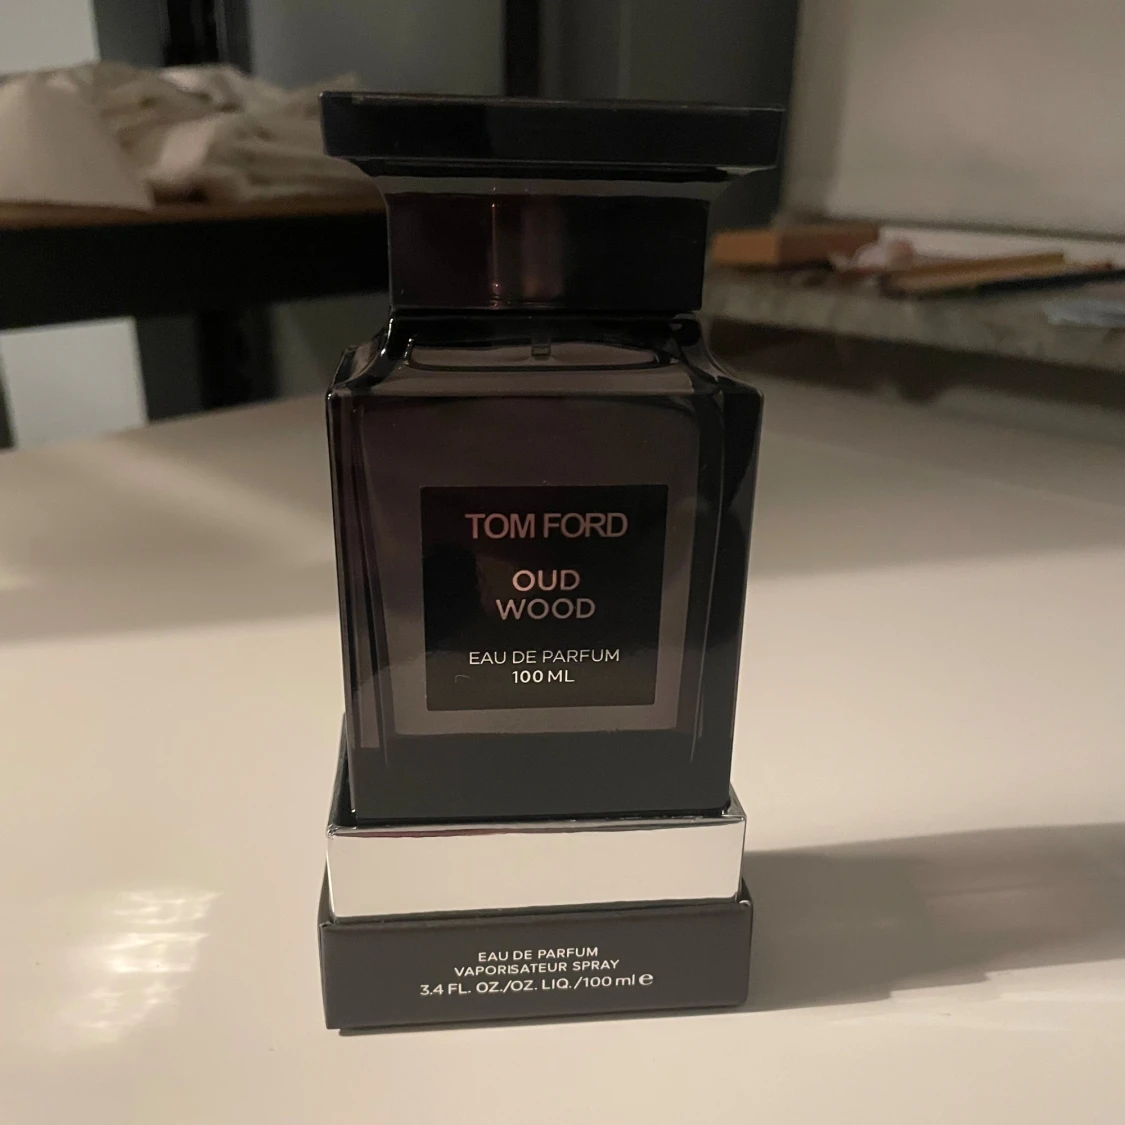 TOM FORD
OUD
WOOD
EAU DE PARFUM
100 ML
EAU DE PARFUM
VAPORISATEUR SPRAY
3.4 FL. OZ./OZ. LIQ./100 ml ℮